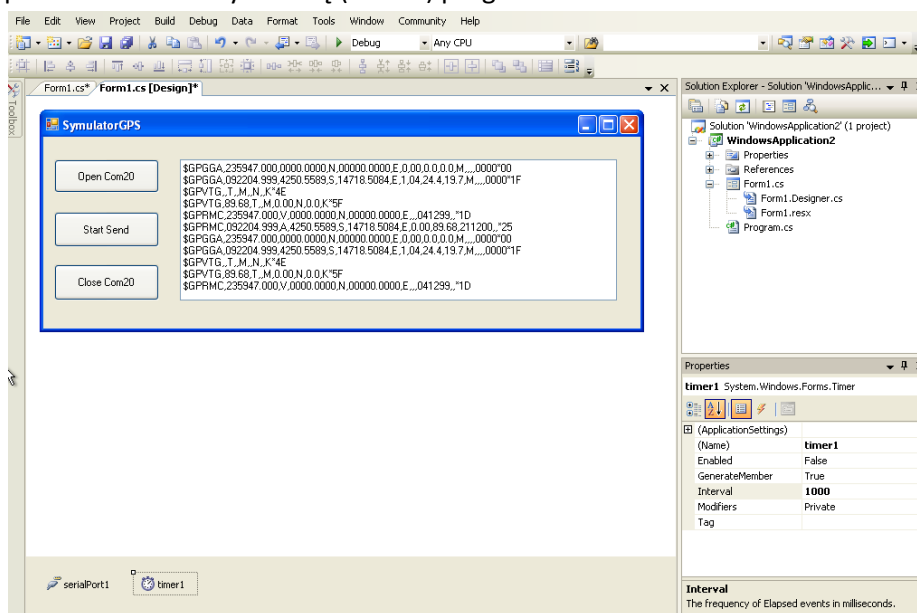 File Edit View Project Build Debug Data Format Tools Window Community Help
Debug Any CPU
Form1.cs* Form1.cs [Design]*
Toolbox
SymulatorGPS
Open Com20
Start Send
Close Com20
$GPGGA,235947.000,0000.0000,N,00000.0000,E,0,00,0.0,0.0,M,,,,0000*00
$GPGGA,092204.999,4250.5589,S,14718.5084,E,1,04,24.4,19.7,M,,,,0000*1F
$GPVTG,,T,,M,,N,,K*4E
$GPVTG,89.68,T,,M,0.00,N,0.0,K*5F
$GPRMC,235947.000,V,0000.0000,N,00000.0000,E,,,041299,,*1D
$GPRMC,092204.999,A,4250.5589,S,14718.5084,E,0.00,89.68,211200,,*25
$GPGGA,235947.000,0000.0000,N,00000.0000,E,0,00,0.0,0.0,M,,,,0000*00
$GPGGA,092204.999,4250.5589,S,14718.5084,E,1,04,24.4,19.7,M,,,,0000*1F
$GPVTG,,T,,M,,N,,K*4E
$GPVTG,89.68,T,,M,0.00,N,0.0,K*5F
$GPRMC,235947.000,V,0000.0000,N,00000.0000,E,,,041299,,*1D
serialPort1 timer1
Solution Explorer - Solution 'WindowsApplic...
Solution 'WindowsApplication2' (1 project)
WindowsApplication2
Properties
References
Form1.cs
Form1.Designer.cs
Form1.resx
Program.cs
Properties
timer1 System.Windows.Forms.Timer
(ApplicationSettings)
(Name) timer1
Enabled False
GenerateMember True
Interval 1000
Modifiers Private
Tag
Interval
The frequency of Elapsed events in milliseconds.